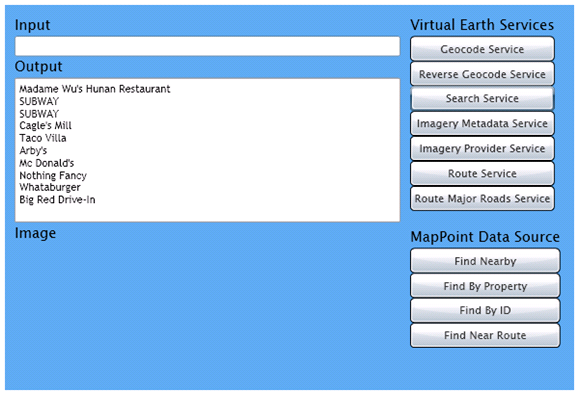 Input
Output
Madame Wu's Hunan Restaurant
SUBWAY
SUBWAY
Cagle's Mill
Taco Villa
Arby's
Mc Donald's
Nothing Fancy
Whataburger
Big Red Drive-In
Image
Virtual Earth Services
Geocode Service
Reverse Geocode Service
Search Service
Imagery Metadata Service
Imagery Provider Service
Route Service
Route Major Roads Service
MapPoint Data Source
Find Nearby
Find By Property
Find By ID
Find Near Route